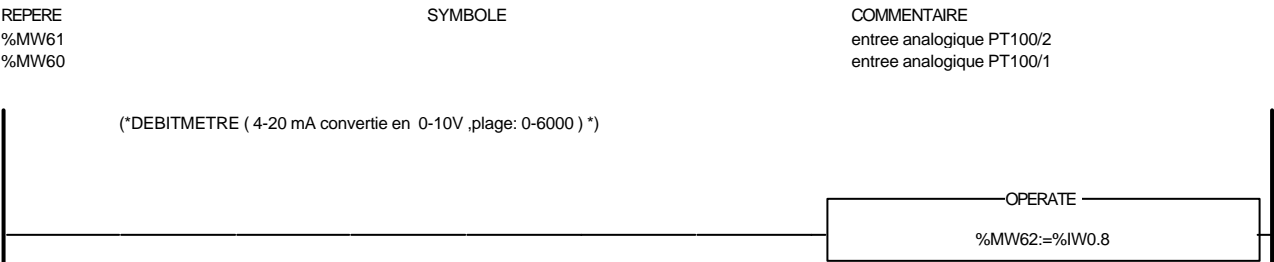 REPERE SYMBOLE COMMENTAIRE
%MW61 entree analogique PT100/2
%MW60 entree analogique PT100/1
(*DEBITMETRE ( 4-20 mA convertie en 0-10V ,plage: 0-6000 ) *)
OPERATE
%MW62:=%IW0.8